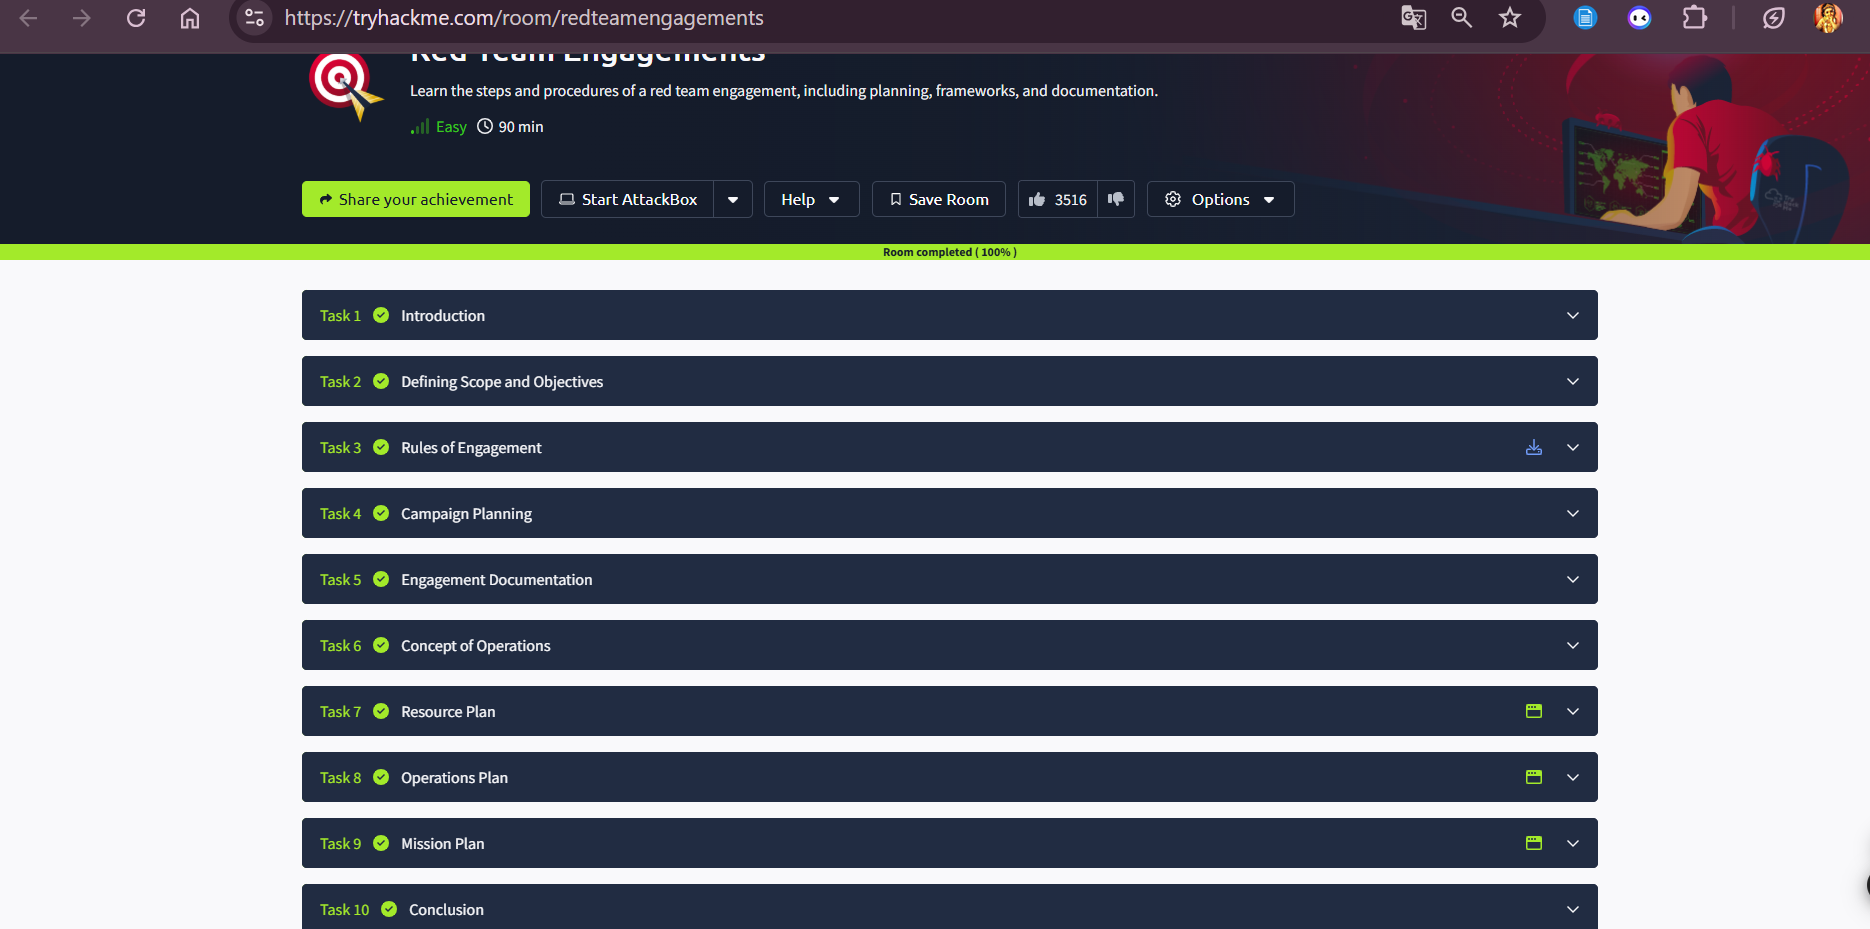 https://tryhackme.com/room/redteamengagements
Red Team Engagements
Learn the steps and procedures of a red team engagement, including planning, frameworks, and documentation.
Easy 90 min
Share your achievement Start AttackBox Help Save Room 3516 Options
Room completed ( 100% )
Task 1 Introduction
Task 2 Defining Scope and Objectives
Task 3 Rules of Engagement
Task 4 Campaign Planning
Task 5 Engagement Documentation
Task 6 Concept of Operations
Task 7 Resource Plan
Task 8 Operations Plan
Task 9 Mission Plan
Task 10 Conclusion